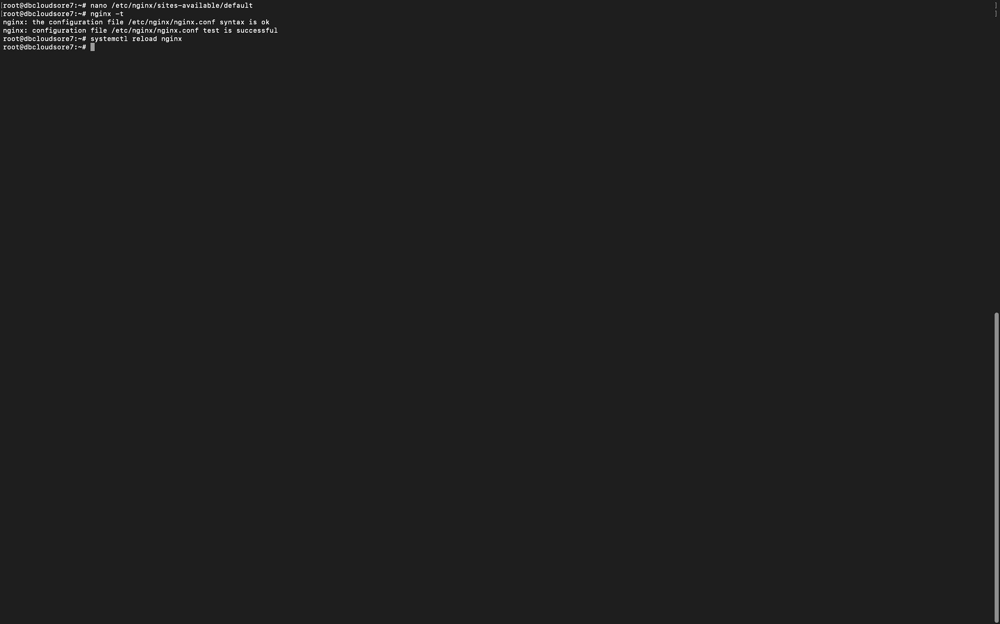 [root@dbcloudsore7:~# nano /etc/nginx/sites-available/default ]
[root@dbcloudsore7:~# nginx -t ]
nginx: the configuration file /etc/nginx/nginx.conf syntax is ok
nginx: configuration file /etc/nginx/nginx.conf test is successful
root@dbcloudsore7:~# systemctl reload nginx
root@dbcloudsore7:~#